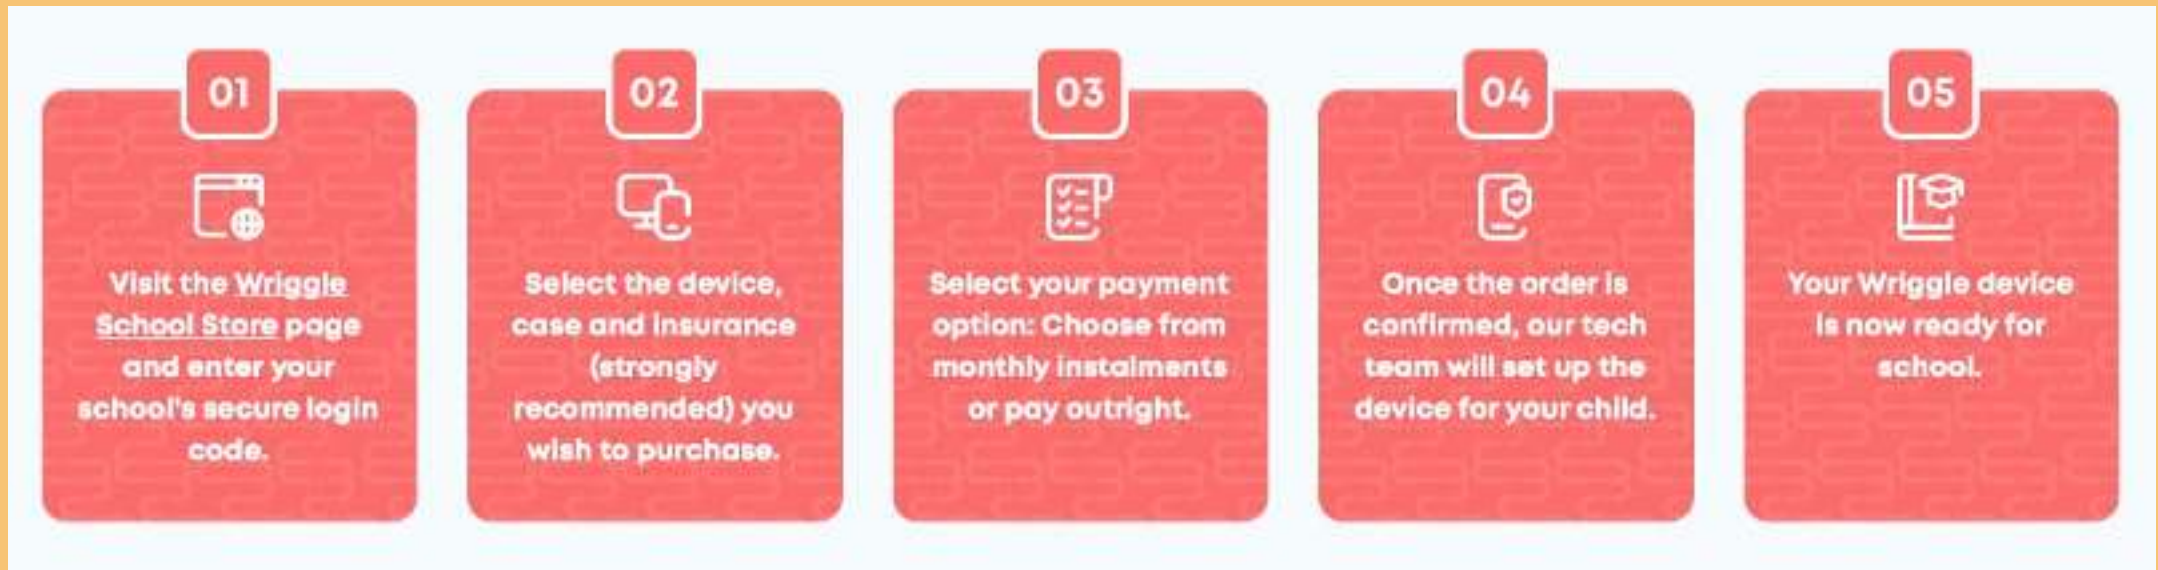 01
Visit the Wriggle
School Store page
and enter your
school's secure login
code.
02
Select the device,
case and insurance
(strongly
recommended) you
wish to purchase.
03
Select your payment
option: Choose from
monthly instalments
or pay outright.
04
Once the order is
confirmed, our tech
team will set up the
device for your child.
05
Your Wriggle device
is now ready for
school.